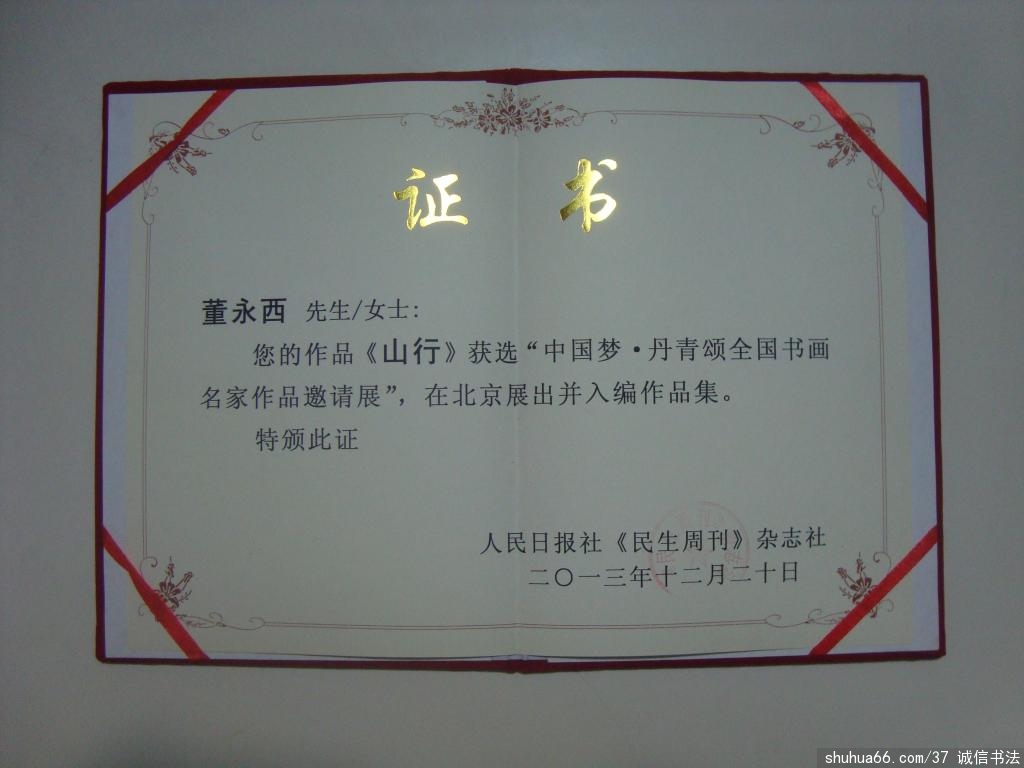 证 书
董永西 先生/女士:
您的作品《山行》获选“中国梦·丹青颂全国书画
名家作品邀请展”,在北京展出并入编作品集。
特颁此证
人民日报社《民生周刊》杂志社
二〇一三年十二月二十日
shuhua66.com/37 诚信书法